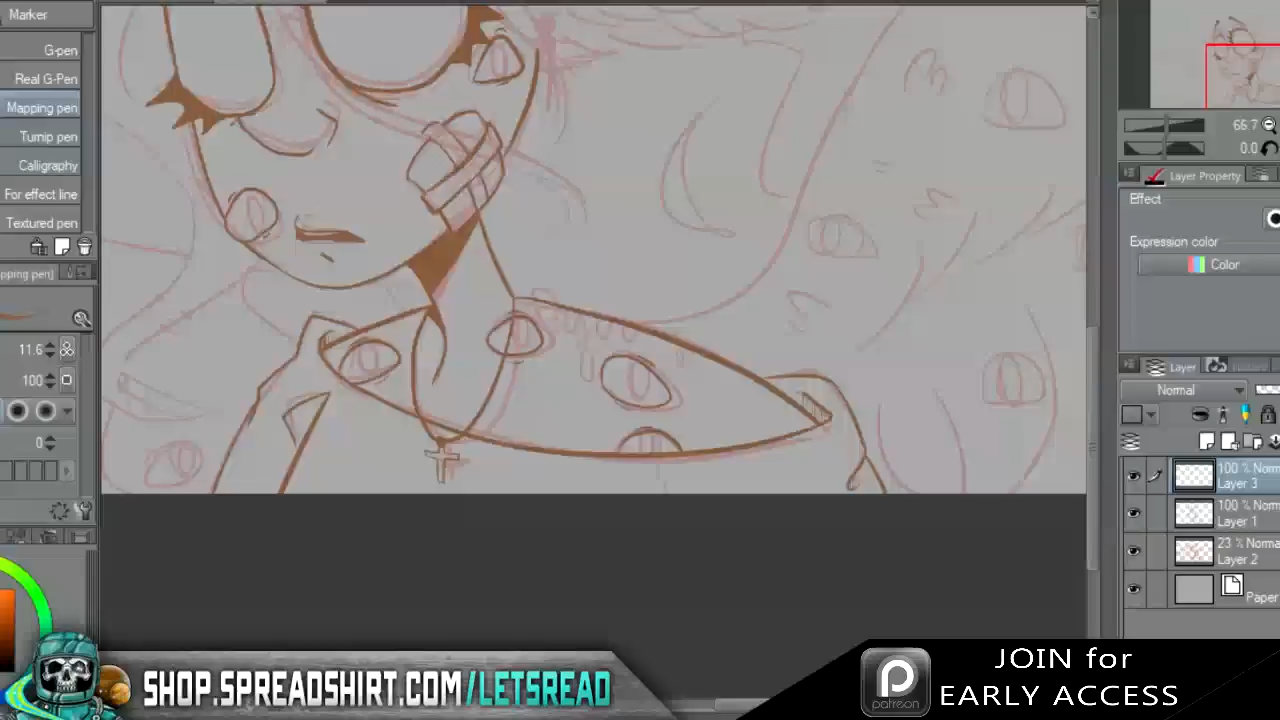 Marker
G-pen
Real G-Pen
Mapping pen
Turnip pen
Calligraphy
For effect line
Textured pen
pping pen]
11.6
100
0
66.7
0.0
Layer Property
Effect
Expression color
Color
Layer
Normal
100 % Norm
Layer 3
100 % Norm
Layer 1
23 % Norma
Layer 2
Paper
SHOP.SPREADSHIRT.COM/LETSREAD
patreon
JOIN for
EARLY ACCESS